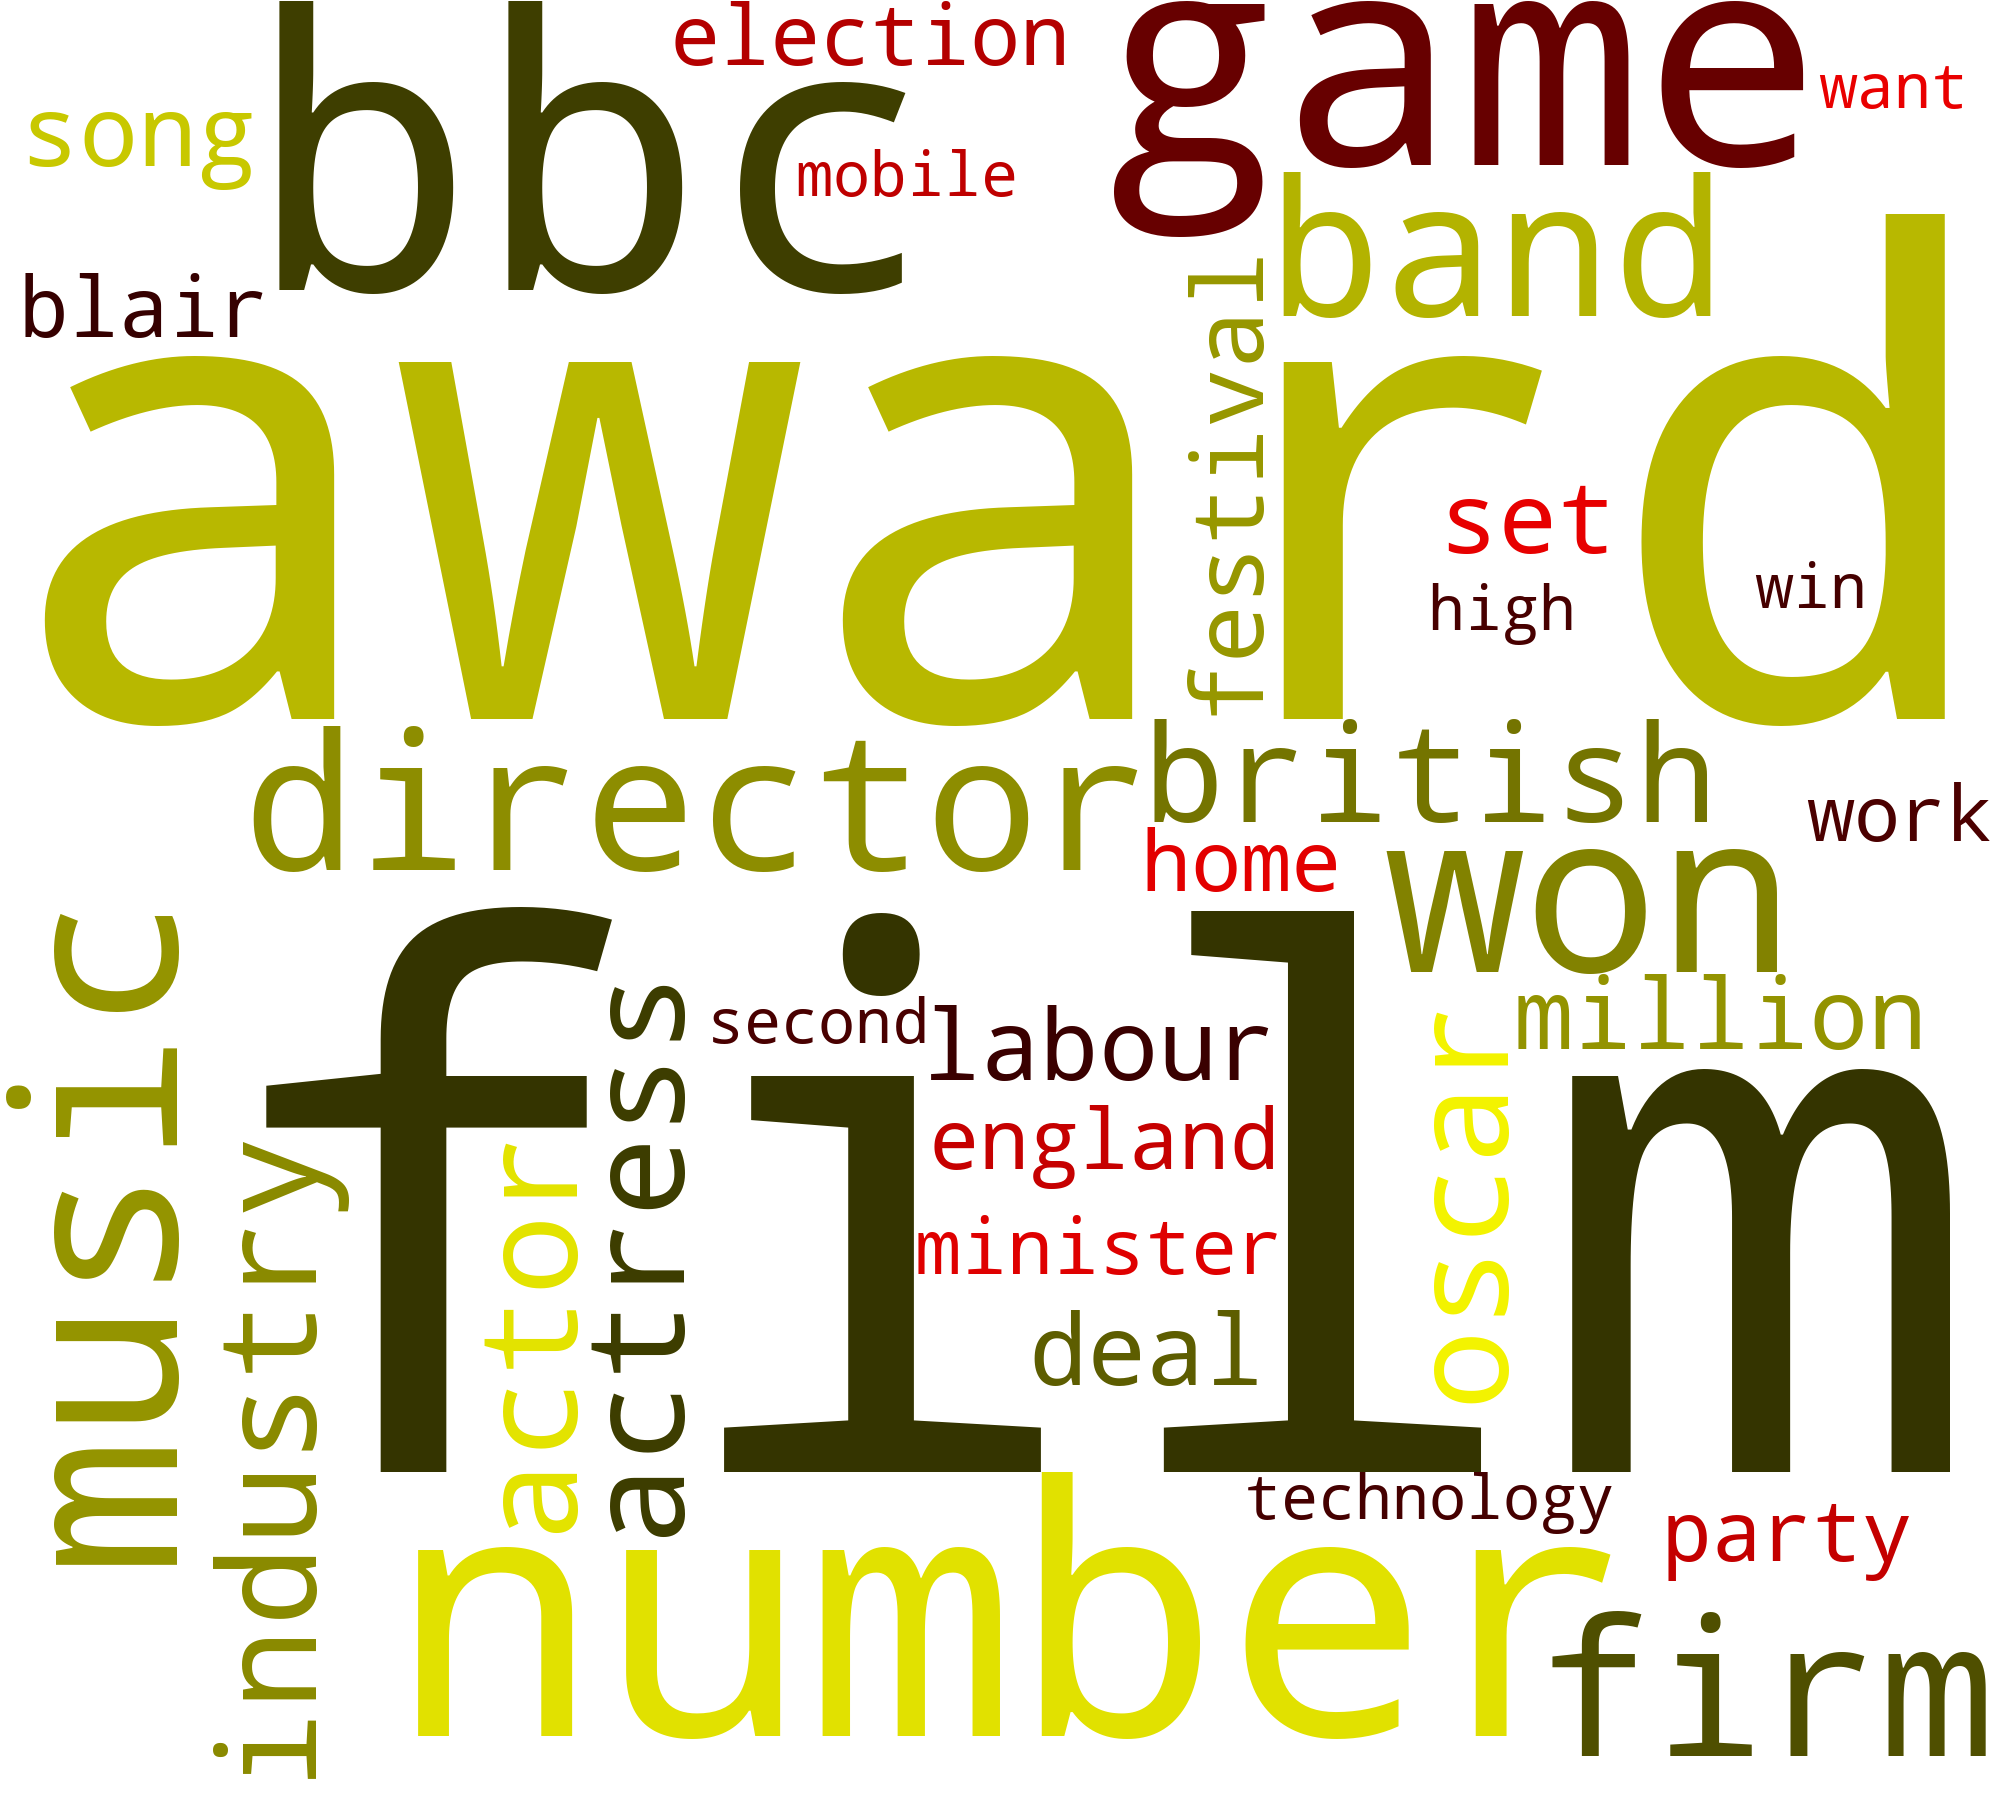 election
game
bbc
want
song
mobile
band
blair
festival
award
set
high
win
director
british
work
home
won
music
film
actress
second
labour
million
oscar
england
industry
actor
minister
deal
technology
number
party
firm